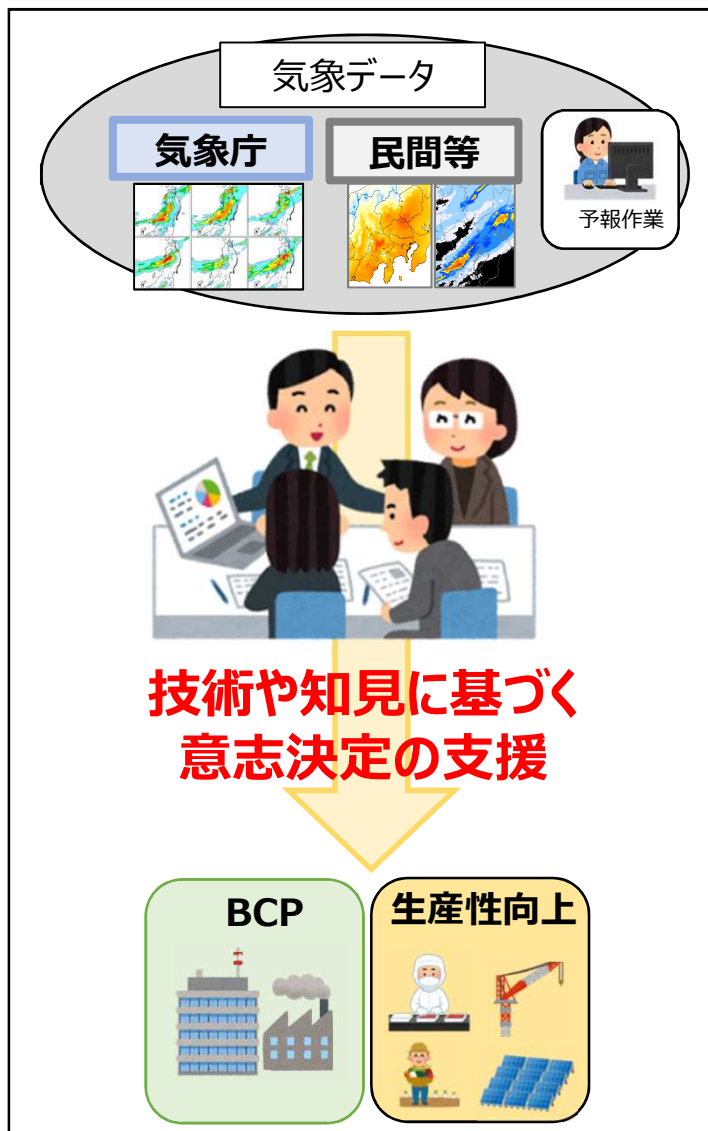 気象データ
気象庁
民間等
予報作業
技術や知見に基づく
意志決定の支援
BCP
生産性向上